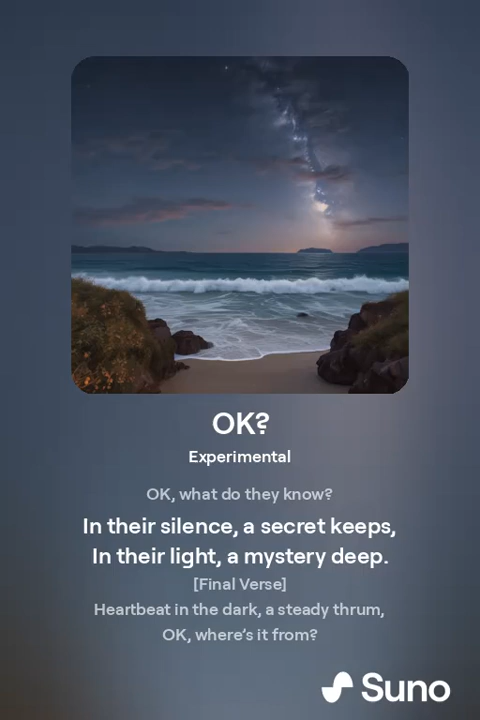 OK?
Experimental
OK, what do they know?
In their silence, a secret keeps,
In their light, a mystery deep.
[Final Verse]
Heartbeat in the dark, a steady thrum,
OK, where’s it from?
Suno